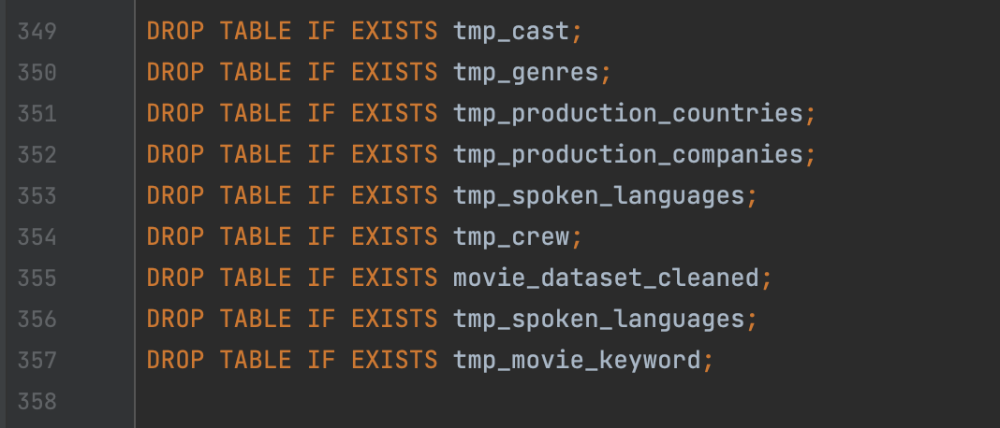 349 DROP TABLE IF EXISTS tmp_cast;
350 DROP TABLE IF EXISTS tmp_genres;
351 DROP TABLE IF EXISTS tmp_production_countries;
352 DROP TABLE IF EXISTS tmp_production_companies;
353 DROP TABLE IF EXISTS tmp_spoken_languages;
354 DROP TABLE IF EXISTS tmp_crew;
355 DROP TABLE IF EXISTS movie_dataset_cleaned;
356 DROP TABLE IF EXISTS tmp_spoken_languages;
357 DROP TABLE IF EXISTS tmp_movie_keyword;
358